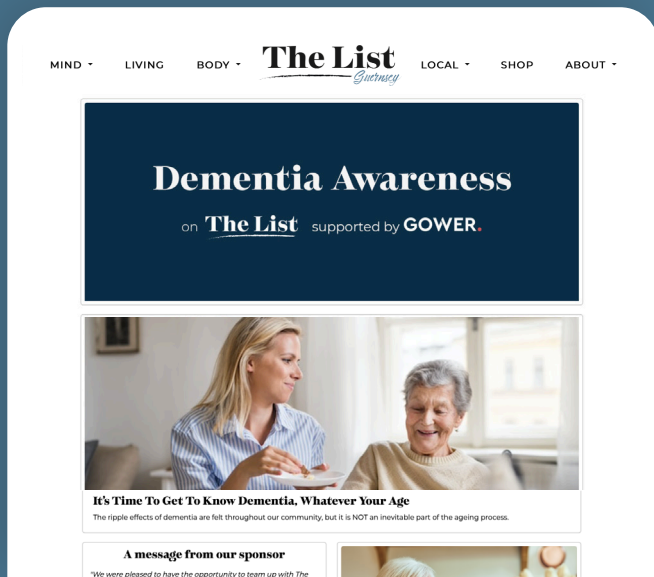 MIND
LIVING
BODY
The List
Guernsey
LOCAL
SHOP
ABOUT
Dementia Awareness
on The List supported by GOWER.
It's Time To Get To Know Dementia, Whatever Your Age
The ripple effects of dementia are felt throughout our community, but it is NOT an inevitable part of the ageing process.
A message from our sponsor
"We were pleased to have the opportunity to team up with The